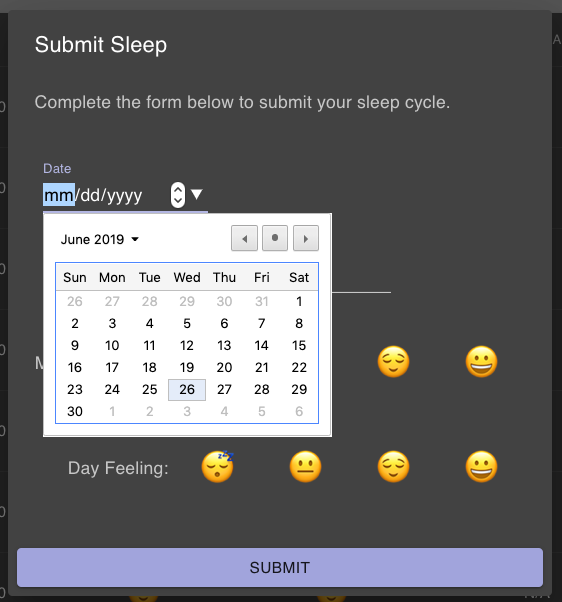 Submit Sleep
Complete the form below to submit your sleep cycle.
Date
mm/dd/yyyy
June 2019
Sun Mon Tue Wed Thu Fri Sat
26 27 28 29 30 31 1
2 3 4 5 6 7 8
9 10 11 12 13 14 15
16 17 18 19 20 21 22
23 24 25 26 27 28 29
30 1 2 3 4 5 6
Day Feeling:
SUBMIT